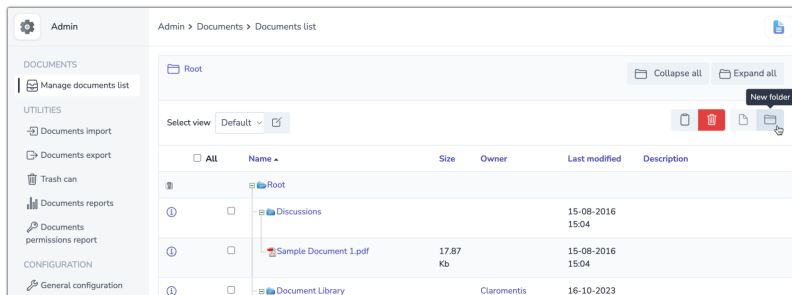 Admin
Admin > Documents > Documents list
DOCUMENTS
Manage documents list
UTILITIES
Documents import
Documents export
Trash can
Documents reports
Documents
permissions report
CONFIGURATION
General configuration
Root
Collapse all
Expand all
New folder
Select view
Default
All
Name
Size
Owner
Last modified
Description
Root
Discussions
15-08-2016
15:04
Sample Document 1.pdf
17.87
Kb
15-08-2016
15:04
Document Library
Claromentis
16-10-2023